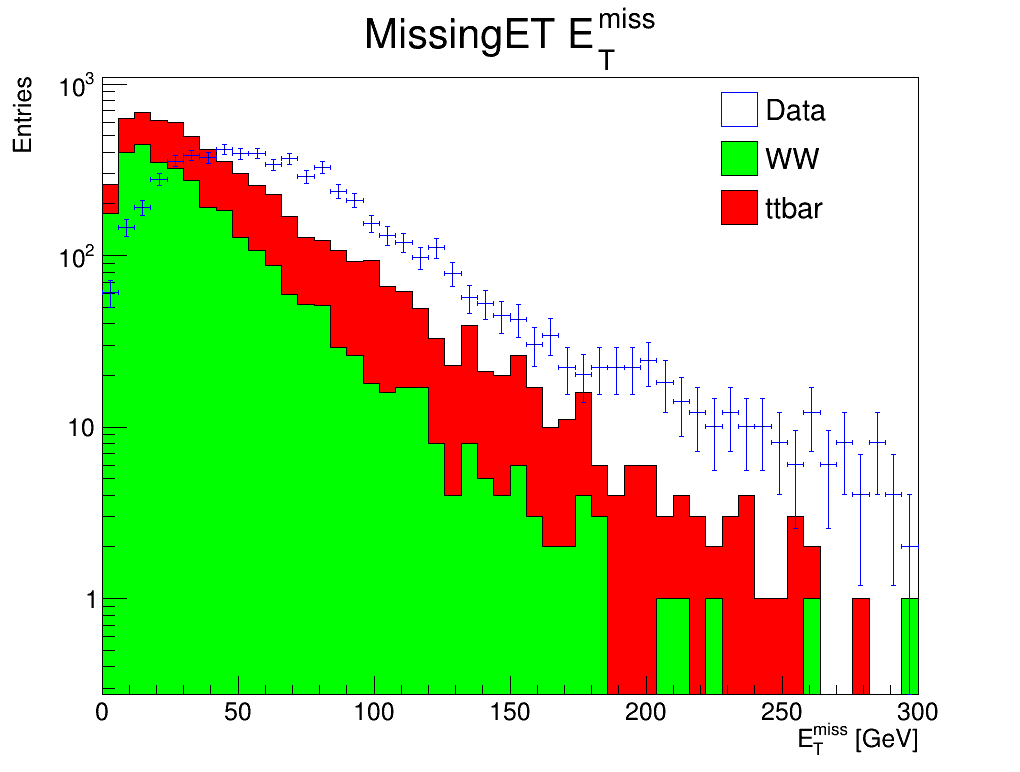 MissingET E_T^miss
Entries
10^3
10^2
10
1
Data
WW
ttbar
0 50 100 150 200 250 300
E_T^miss [GeV]